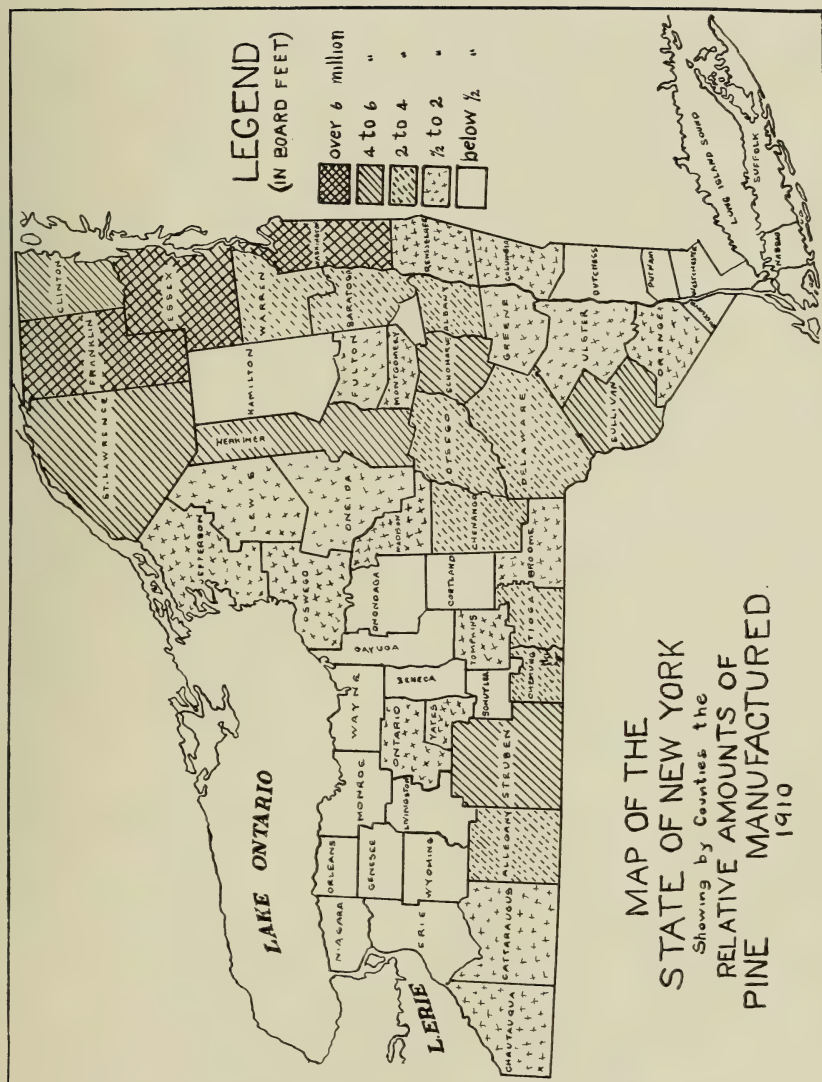 MAP OF THE
STATE OF NEW YORK
Showing by Counties the
RELATIVE AMOUNTS OF
PINE MANUFACTURED.
1910
LEGEND
(IN BOARD FEET)
over 6 million
4 to 6 "
2 to 4 "
½ to 2 "
below ½ "
LAKE ONTARIO
L. ERIE
LONG ISLAND SOUND
CLINTON
FRANKLIN
ST. LAWRENCE
ESSEX
JEFFERSON
LEWIS
HERKIMER
HAMILTON
WARREN
WASHINGTON
OSWEGO
ONEIDA
FULTON
SARATOGA
MONTGOMERY
NIAGARA
ORLEANS
MONROE
WAYNE
CAYUGA
ONONDAGA
MADISON
OTSEGO
SCHOHARIE
ALBANY
RENSSELAER
ERIE
GENESEE
WYOMING
LIVINGSTON
ONTARIO
YATES
SENECA
CORTLAND
CHENANGO
DELAWARE
GREENE
COLUMBIA
CHAUTAUQUA
CATTARAUGUS
ALLEGANY
STEUBEN
SCHUYLER
TOMPKINS
CHEMUNG
TIOGA
BROOME
ULSTER
DUTCHESS
SULLIVAN
ORANGE
PUTNAM
WESTCHESTER
NASSAU
SUFFOLK